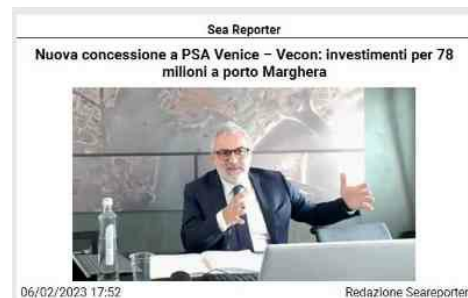 Sea Reporter
Nuova concessione a PSA Venice – Vecon: investimenti per 78
milioni a porto Marghera
06/02/2023 17:52
Redazione Seareporter